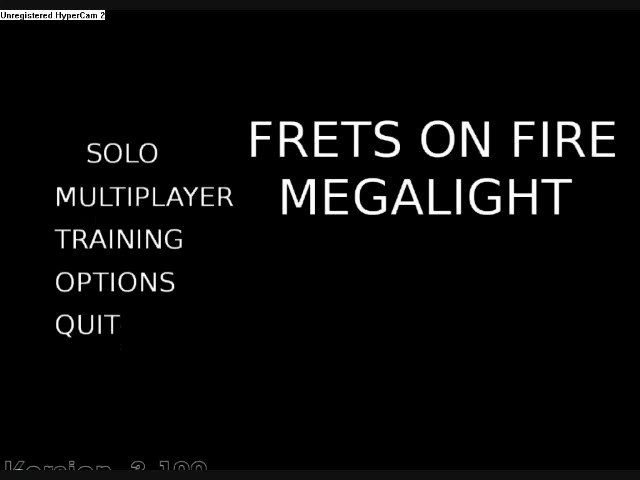 Unregistered HyperCam 2
FRETS ON FIRE
MEGALIGHT
SOLO
MULTIPLAYER
TRAINING
OPTIONS
QUIT